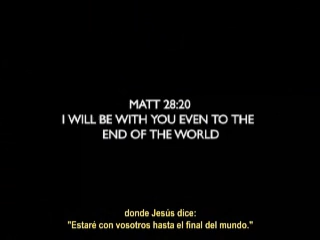 MATT 28:20
I WILL BE WITH YOU EVEN TO THE
END OF THE WORLD
donde Jesús dice:
"Estaré con vosotros hasta el final del mundo."